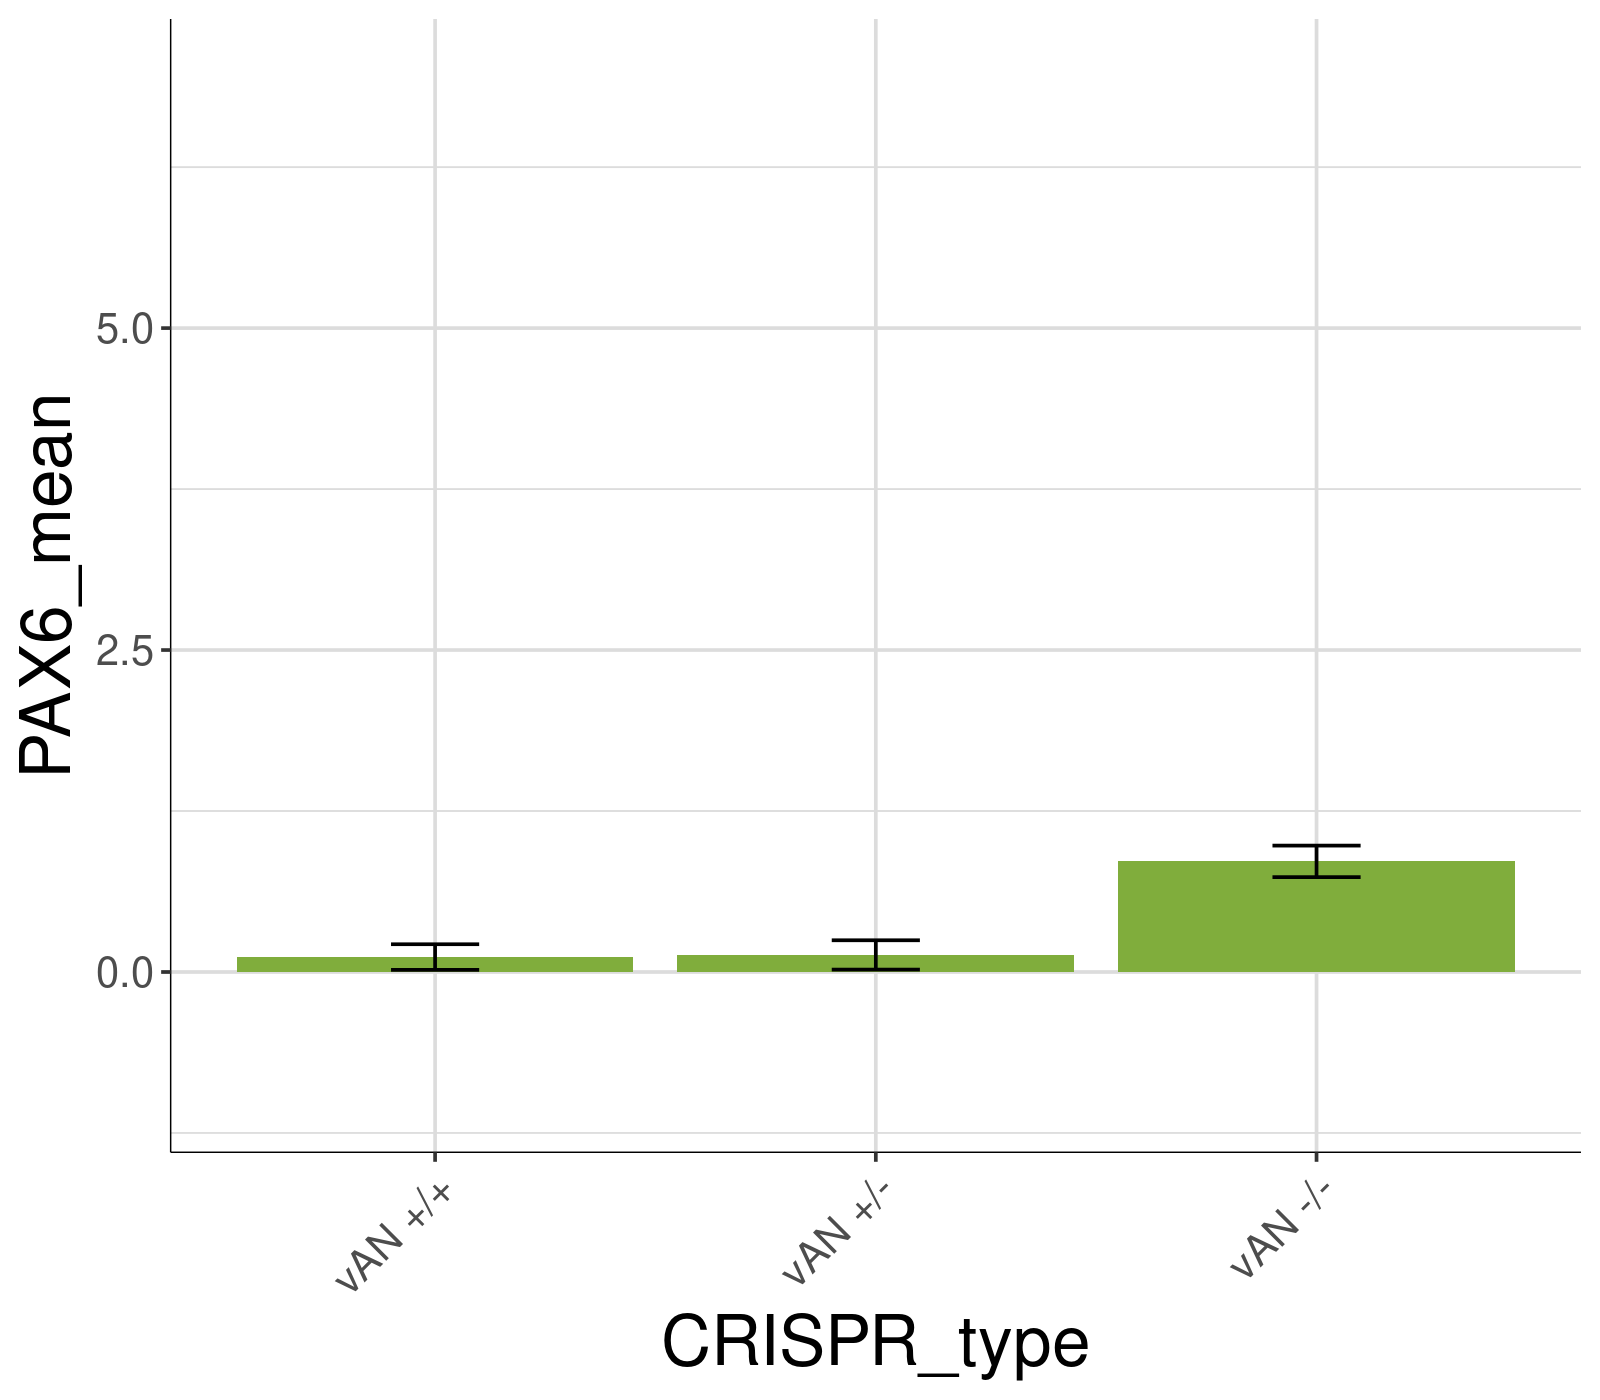 PAX6_mean
5.0
2.5
0.0
vAN +/+
vAN +/-
vAN -/-
CRISPR_type